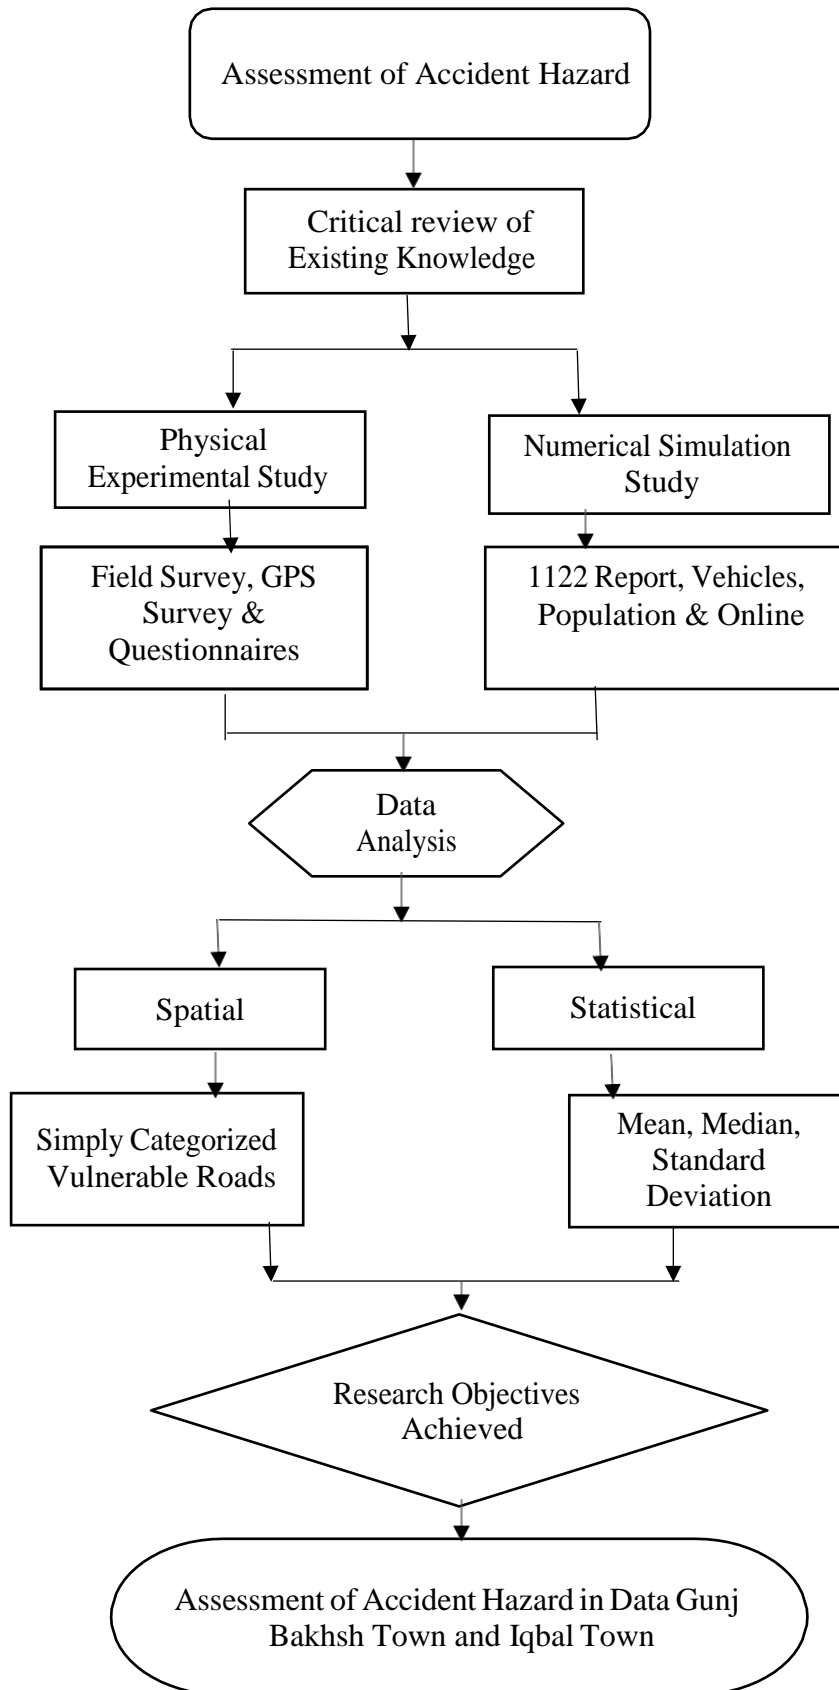 Assessment of Accident Hazard
Critical review of
Existing Knowledge
Physical
Experimental Study
Numerical Simulation
Study
Field Survey, GPS
Survey &
Questionnaires
1122 Report, Vehicles,
Population & Online
Data
Analysis
Spatial
Statistical
Simply Categorized
Vulnerable Roads
Mean, Median,
Standard
Deviation
Research Objectives
Achieved
Assessment of Accident Hazard in Data Gunj
Bakhsh Town and Iqbal Town